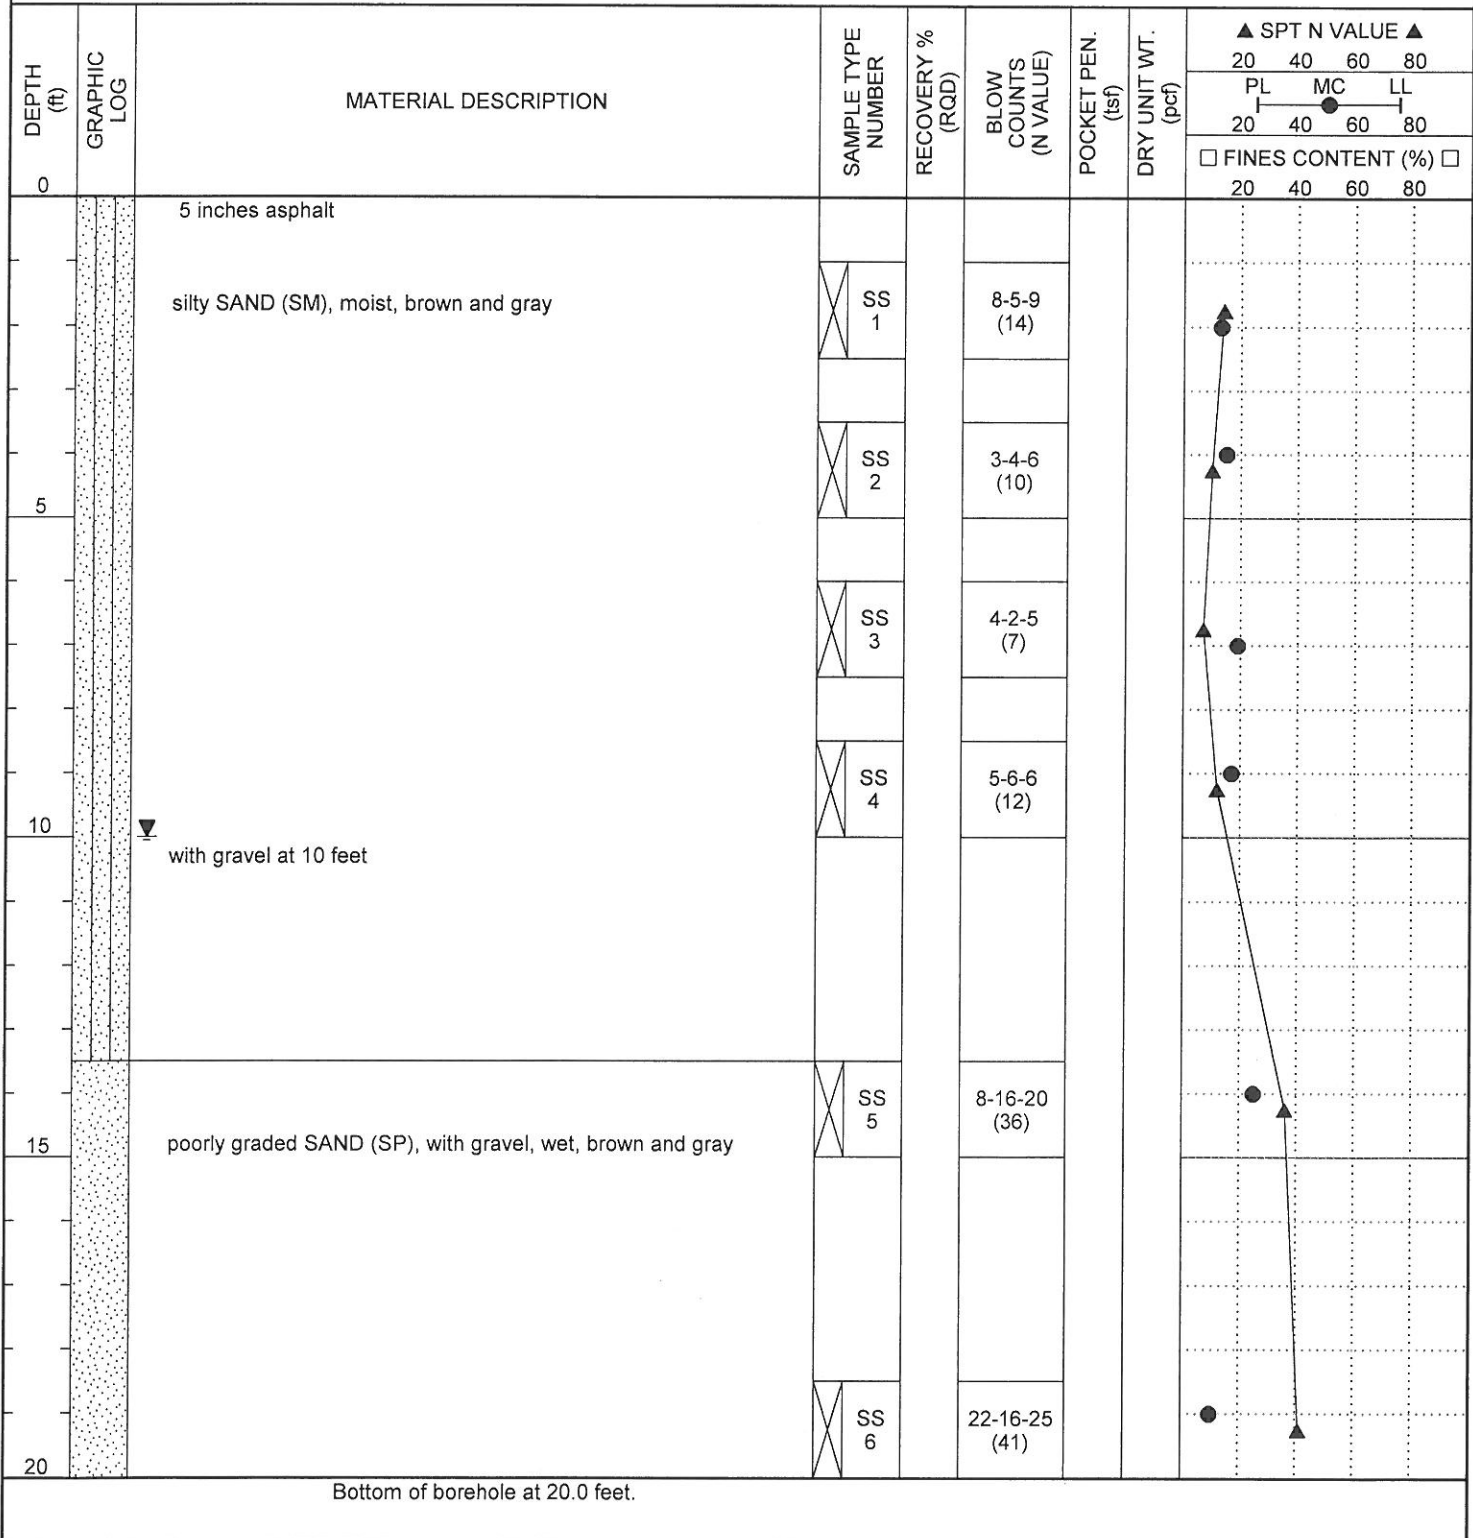 DEPTH
(ft)
GRAPHIC
LOG
MATERIAL DESCRIPTION
SAMPLE TYPE
NUMBER
RECOVERY %
(RQD)
BLOW
COUNTS
(N VALUE)
POCKET PEN.
(tsf)
DRY UNIT WT.
(pcf)
▲ SPT N VALUE ▲
20 40 60 80
PL MC LL
20 40 60 80
□ FINES CONTENT (%) □
20 40 60 80
0
5 inches asphalt
silty SAND (SM), moist, brown and gray
SS
1
8-5-9
(14)
SS
2
3-4-6
(10)
5
SS
3
4-2-5
(7)
SS
4
5-6-6
(12)
10
with gravel at 10 feet
SS
5
8-16-20
(36)
poorly graded SAND (SP), with gravel, wet, brown and gray
15
SS
6
22-16-25
(41)
20
Bottom of borehole at 20.0 feet.